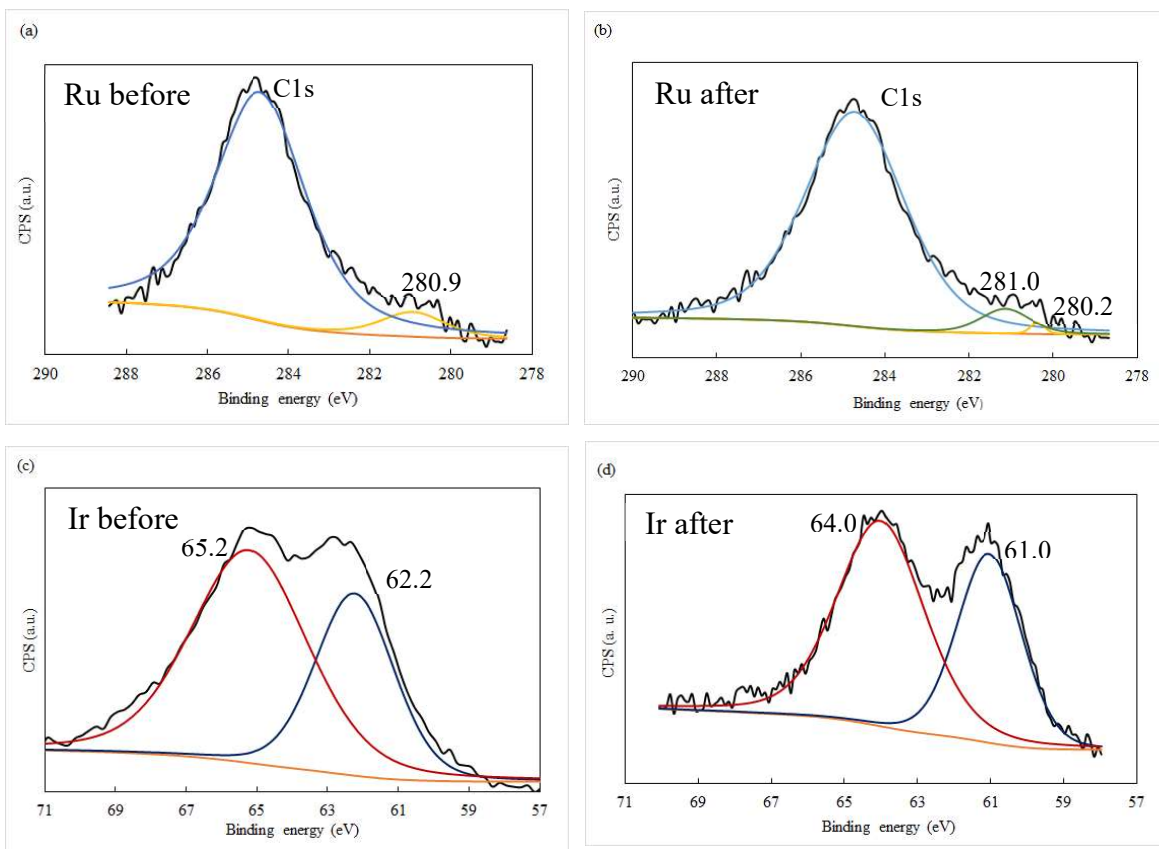 (a)
Ru before
C1s
280.9
CPS (a.u.)
290 288 286 284 282 280 278
Binding energy (eV)
(b)
Ru after
C1s
281.0
280.2
CPS (a.u.)
290 288 286 284 282 280 278
Binding energy (eV)
(c)
Ir before
65.2
62.2
CPS (a.u.)
71 69 67 65 63 61 59 57
Binding energy (eV)
(d)
Ir after
64.0
61.0
CPS (a. u.)
71 69 67 65 63 61 59 57
Binding energy (eV)